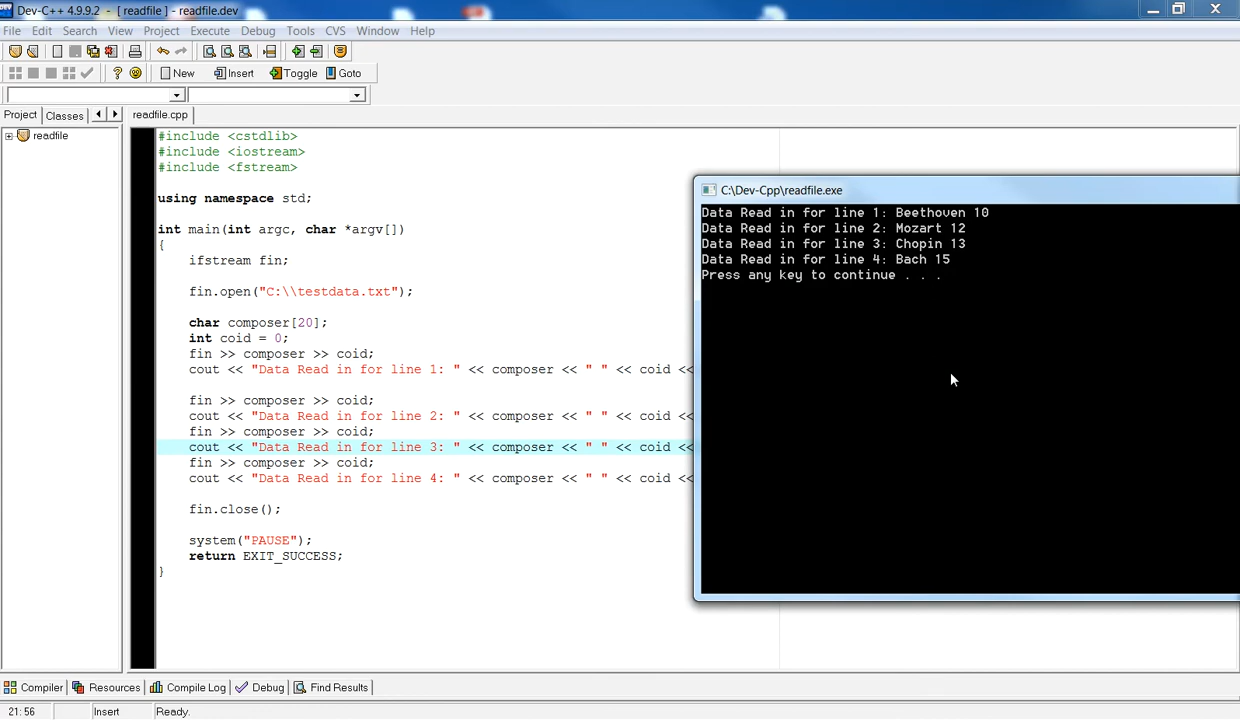 Dev-C++ 4.9.9.2 - [ readfile ] - readfile.dev
File Edit Search View Project Execute Debug Tools CVS Window Help
New Insert Toggle Goto
Project Classes readfile.cpp
readfile
#include <cstdlib>
#include <iostream>
#include <fstream>
using namespace std;
int main(int argc, char *argv[])
{
ifstream fin;
fin.open("C:\\testdata.txt");
char composer[20];
int coid = 0;
fin >> composer >> coid;
cout << "Data Read in for line 1: " << composer << " " << coid <<
fin >> composer >> coid;
cout << "Data Read in for line 2: " << composer << " " << coid <<
fin >> composer >> coid;
cout << "Data Read in for line 3: " << composer << " " << coid <<
fin >> composer >> coid;
cout << "Data Read in for line 4: " << composer << " " << coid <<
fin.close();
system("PAUSE");
return EXIT_SUCCESS;
}
C:\Dev-Cpp\readfile.exe
Data Read in for line 1: Beethoven 10
Data Read in for line 2: Mozart 12
Data Read in for line 3: Chopin 13
Data Read in for line 4: Bach 15
Press any key to continue . . .
Compiler Resources Compile Log Debug Find Results
21: 56 Insert Ready.